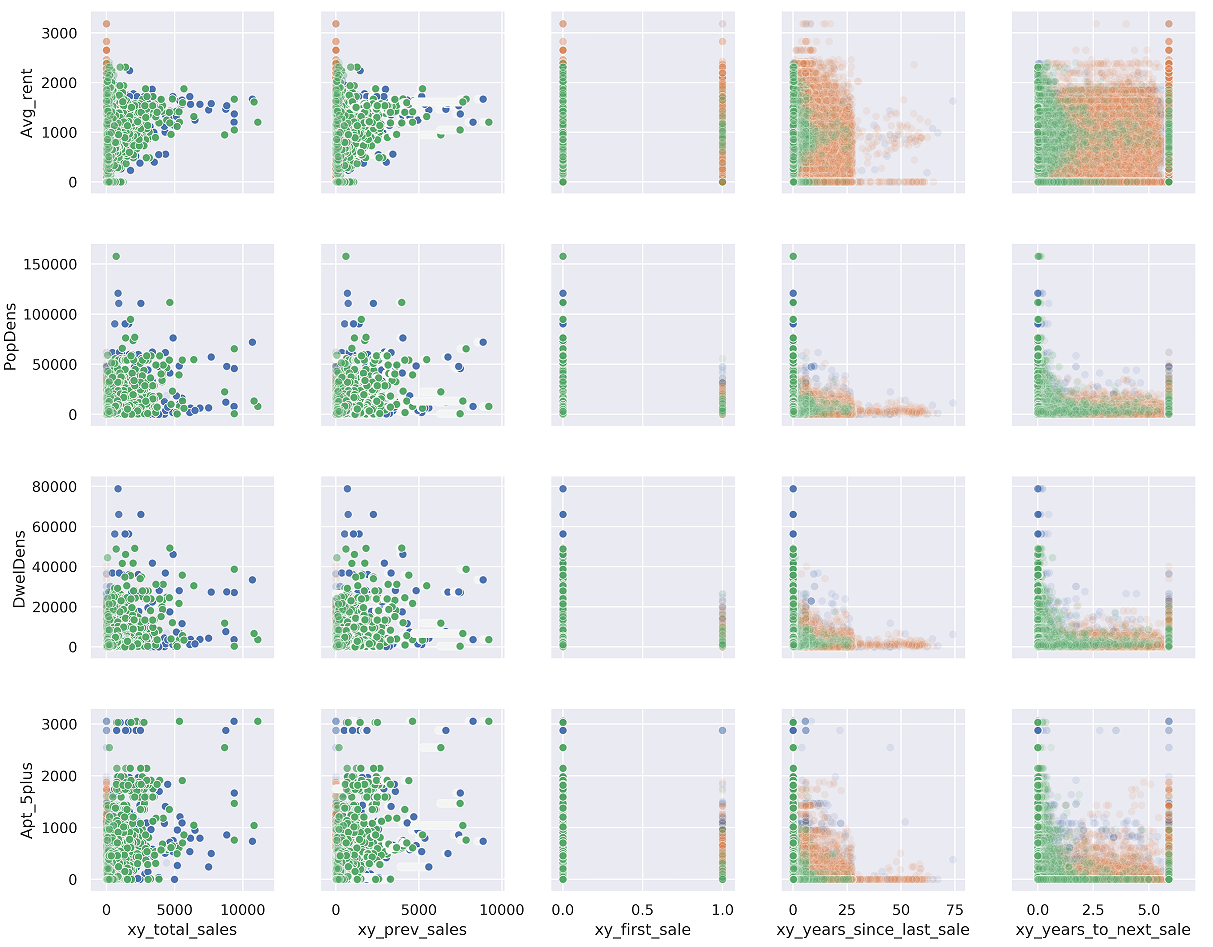 3000
2000
1000
0
Avg_rent
150000
100000
50000
0
PopDens
80000
60000
40000
20000
0
DwelDens
3000
2000
1000
0
Apt_5plus
0 5000 10000
0 5000 10000
0.0 0.5 1.0
0 25 50 75
0.0 2.5 5.0
xy_total_sales
xy_prev_sales
xy_first_sale
xy_years_since_last_sale
xy_years_to_next_sale